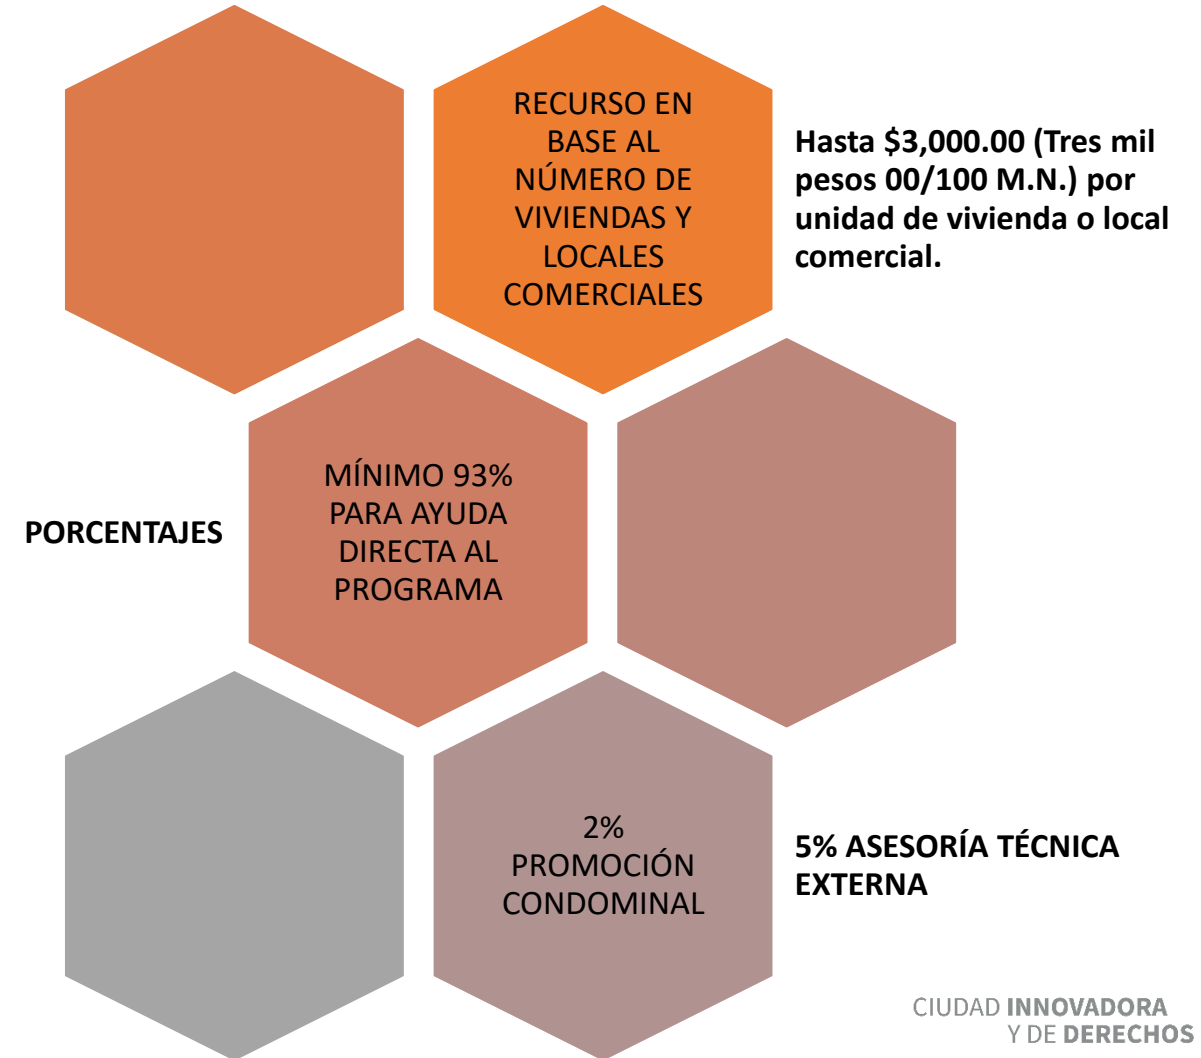 RECURSO EN
BASE AL
NÚMERO DE
VIVIENDAS Y
LOCALES
COMERCIALES
Hasta $3,000.00 (Tres mil
pesos 00/100 M.N.) por
unidad de vivienda o local
comercial.
PORCENTAJES
MÍNIMO 93%
PARA AYUDA
DIRECTA AL
PROGRAMA
2%
PROMOCIÓN
CONDOMINAL
5% ASESORÍA TÉCNICA
EXTERNA
CIUDAD INNOVADORA
Y DE DERECHOS